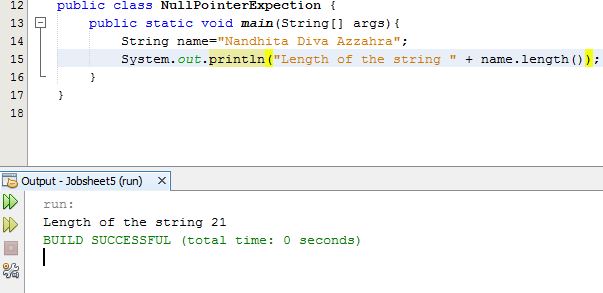 12 public class NullPointerExpection {
13 public static void main(String[] args){
14 String name="Nandhita Diva Azzahra";
15 System.out.println("Length of the string " + name.length());
16 }
17 }
18
Output - Jobsheet5 (run) X
run:
Length of the string 21
BUILD SUCCESSFUL (total time: 0 seconds)